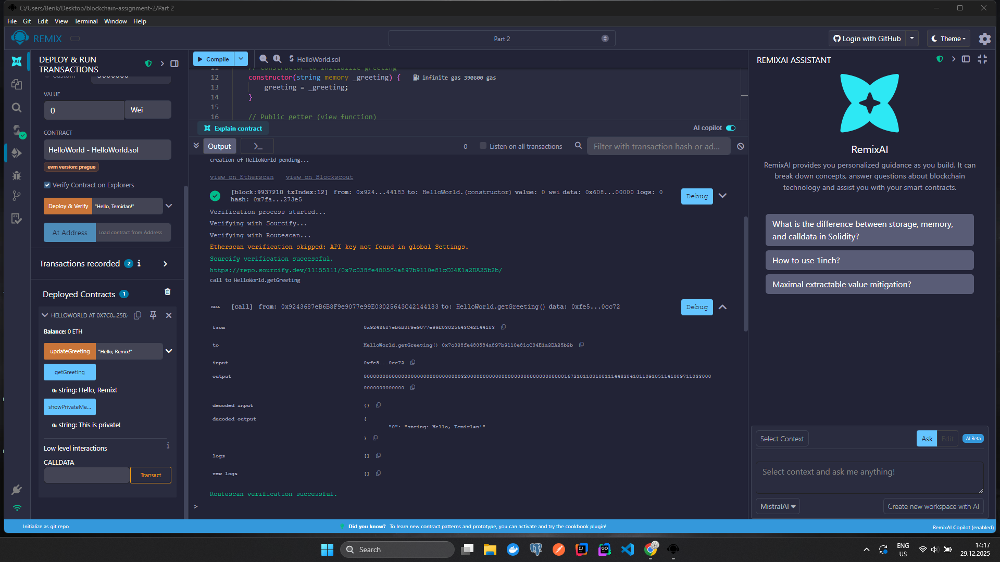 C:/Users/Berik/Desktop/blockchain-assignment-2/Part 2
File Git Edit View Terminal Window Help
REMIX
Part 2
Login with GitHub
Theme
DEPLOY & RUN
TRANSACTIONS
VALUE
0
Wei
CONTRACT
HelloWorld - HelloWorld.sol
evm version: prague
Verify Contract on Explorers
Deploy & Verify
"Hello, Temirlan!"
At Address
Load contract from Address
Transactions recorded 2 i
Deployed Contracts 1
HELLOWORLD AT 0X7C0...25B2
Balance: 0 ETH
updateGreeting
"Hello, Remix!"
getGreeting
0: string: Hello, Remix!
showPrivateMe...
0: string: This is private!
Low level interactions
i
CALLDATA
Transact
Compile
HelloWorld.sol
11 // Constructor to initialize greeting
12 constructor(string memory _greeting) { infinite gas 390600 gas
13 greeting = _greeting;
14 }
15
16 // Public getter (view function)
Explain contract
AI copilot
Output
>_
0
Listen on all transactions
Filter with transaction hash or ad...
creation of HelloWorld pending...
view on Etherscan view on Blockscout
[block:9937210 txIndex:12] from: 0x924...44183 to: HelloWorld.(constructor) value: 0 wei data: 0x608...00000 logs: 0
hash: 0x7fa...273e5
Debug
Verification process started...
Verifying with Sourcify...
Verifying with Routescan...
Etherscan verification skipped: API key not found in global Settings.
Sourcify verification successful.
https://repo.sourcify.dev/11155111/0x7c038fe480584a897b9110e81cC04E1a2DA25b2b/
call to HelloWorld.getGreeting
CALL [call] from: 0x9243687eB6B8F9e9077e99E03025643C42144183 to: HelloWorld.getGreeting() data: 0xfe5...0cc72
Debug
from 0x9243687eB6B8F9e9077e99E03025643C42144183
to HelloWorld.getGreeting() 0x7c038fe480584a897b9110e81cC04E1a2DA25b2b
input 0xfe5...0cc72
output
decoded input {}
decoded output {
"0": "string: Hello, Temirlan!"
}
logs []
raw logs []
Routescan verification successful.
>
REMIXAI ASSISTANT
RemixAI
RemixAI provides you personalized guidance as you build. It can
break down concepts, answer questions about blockchain
technology and assist you with your smart contracts.
What is the difference between storage, memory,
and calldata in Solidity?
How to use 1inch?
Maximal extractable value mitigation?
Select Context
Ask
Edit
AI Beta
Select context and ask me anything!
MistralAI
Create new workspace with AI
Initialize as git repo
Did you know? To learn new contract patterns and prototype, you can activate and try the cookbook plugin!
RemixAI Copilot (enabled)
Search
ENG
US
14:17
29.12.2025